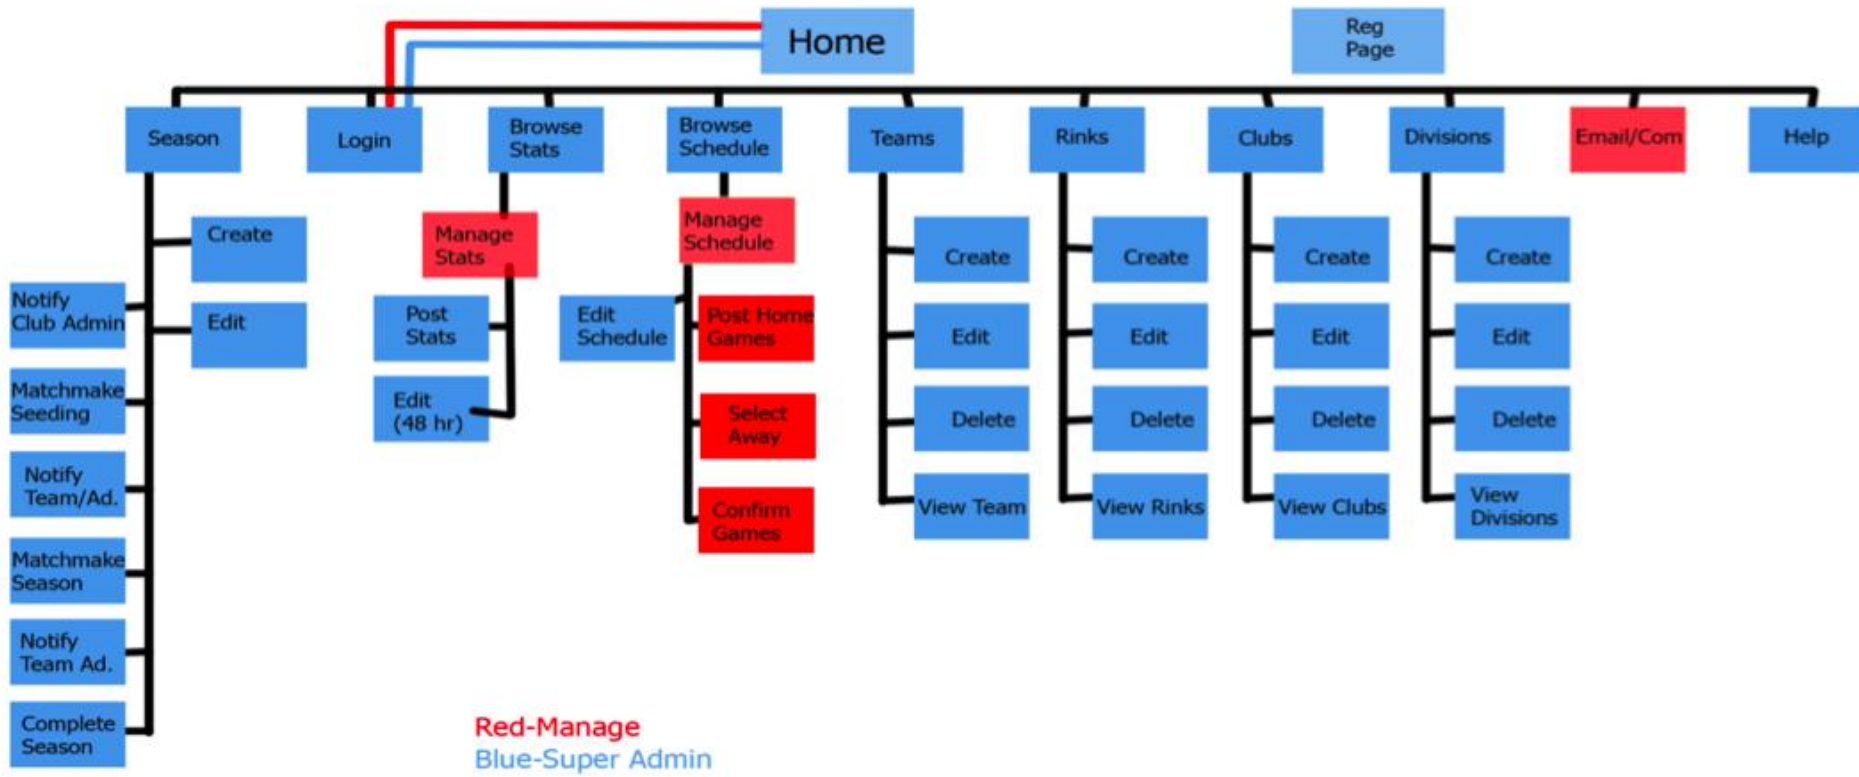 Home
Reg
Page
Season
Login
Browse
Stats
Browse
Schedule
Teams
Rinks
Clubs
Divisions
Email/Com
Help
Create
Edit
Notify
Club Admin
Matchmake
Seeding
Notify
Team/Ad.
Matchmake
Season
Notify
Team Ad.
Complete
Season
Manage
Stats
Post
Stats
Edit
(48 hr)
Manage
Schedule
Edit
Schedule
Post Home
Games
Select
Away
Confirm
Games
Create
Edit
Delete
View Team
Create
Edit
Delete
View Rinks
Create
Edit
Delete
View Clubs
Create
Edit
Delete
View
Divisions
Red-Manage
Blue-Super Admin